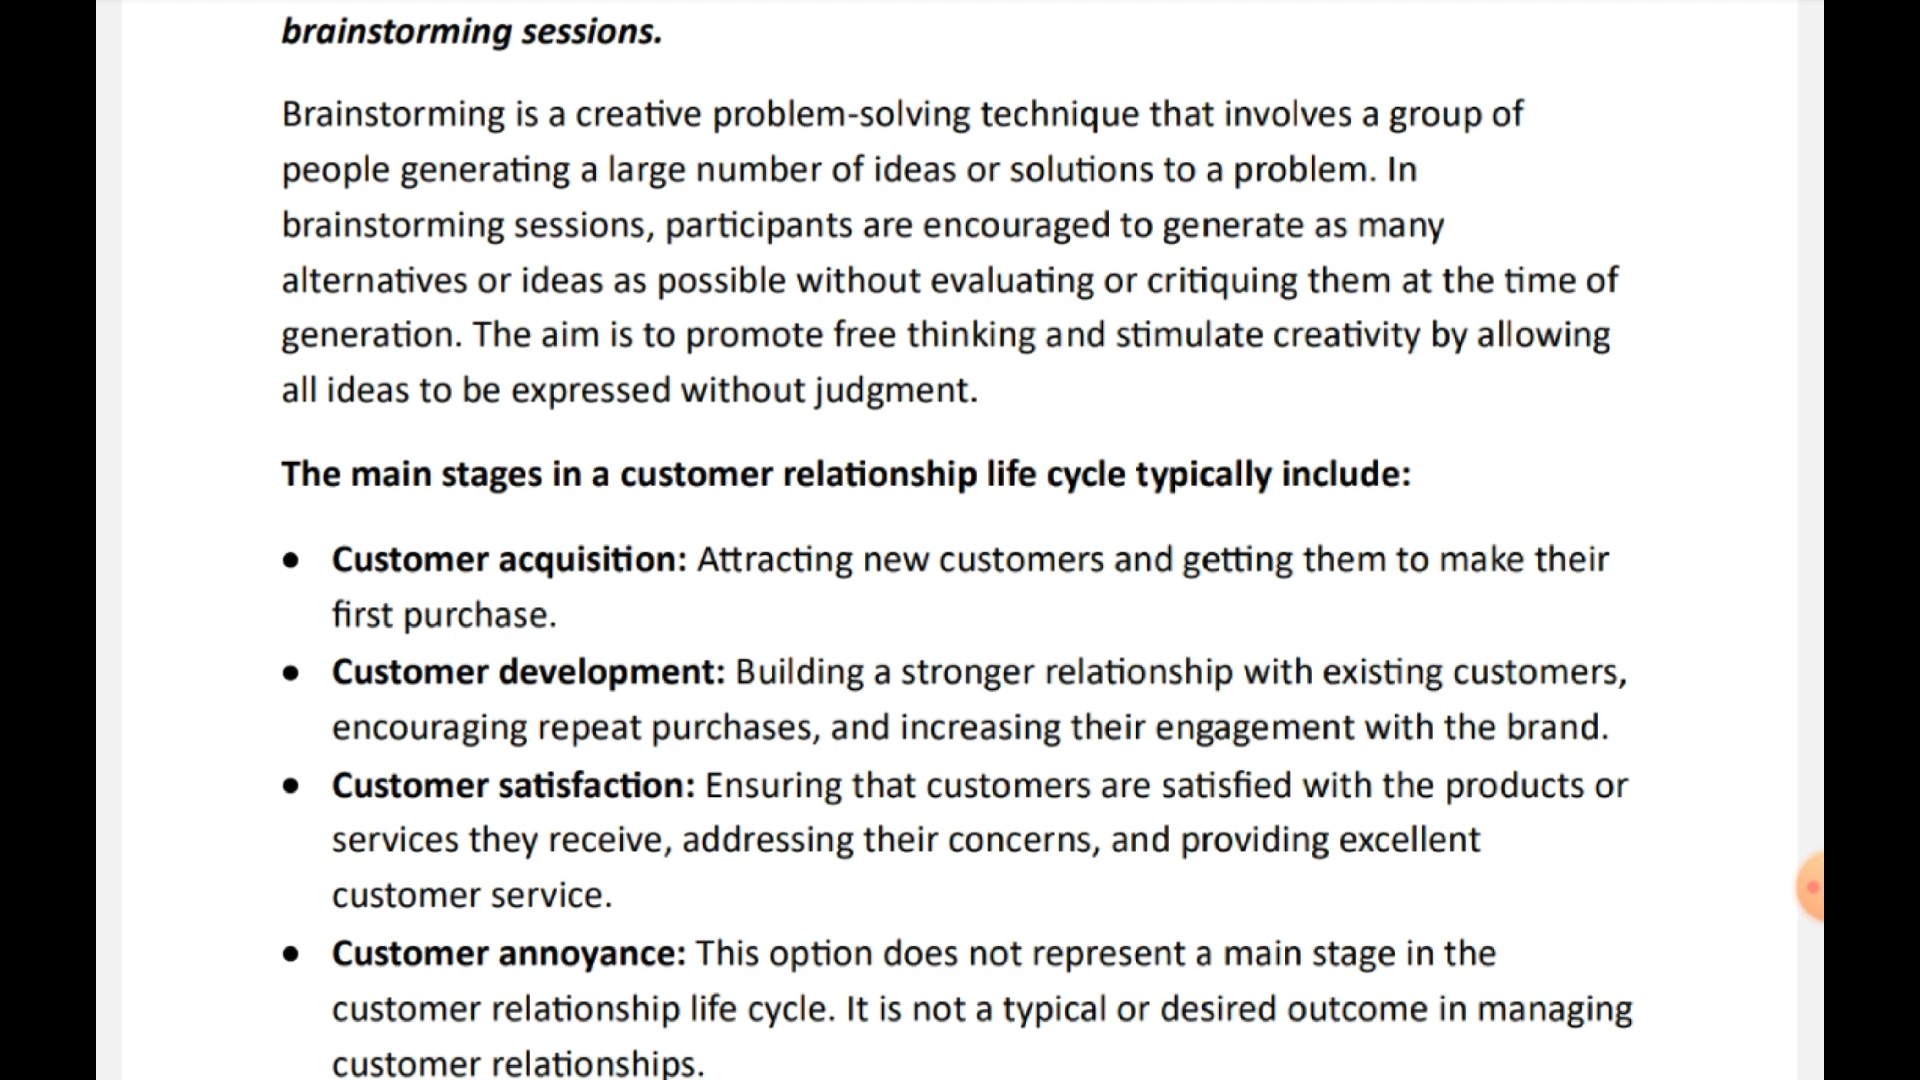 brainstorming sessions.
Brainstorming is a creative problem-solving technique that involves a group of
people generating a large number of ideas or solutions to a problem. In
brainstorming sessions, participants are encouraged to generate as many
alternatives or ideas as possible without evaluating or critiquing them at the time of
generation. The aim is to promote free thinking and stimulate creativity by allowing
all ideas to be expressed without judgment.
The main stages in a customer relationship life cycle typically include:
• Customer acquisition: Attracting new customers and getting them to make their
first purchase.
• Customer development: Building a stronger relationship with existing customers,
encouraging repeat purchases, and increasing their engagement with the brand.
• Customer satisfaction: Ensuring that customers are satisfied with the products or
services they receive, addressing their concerns, and providing excellent
customer service.
• Customer annoyance: This option does not represent a main stage in the
customer relationship life cycle. It is not a typical or desired outcome in managing
customer relationships.